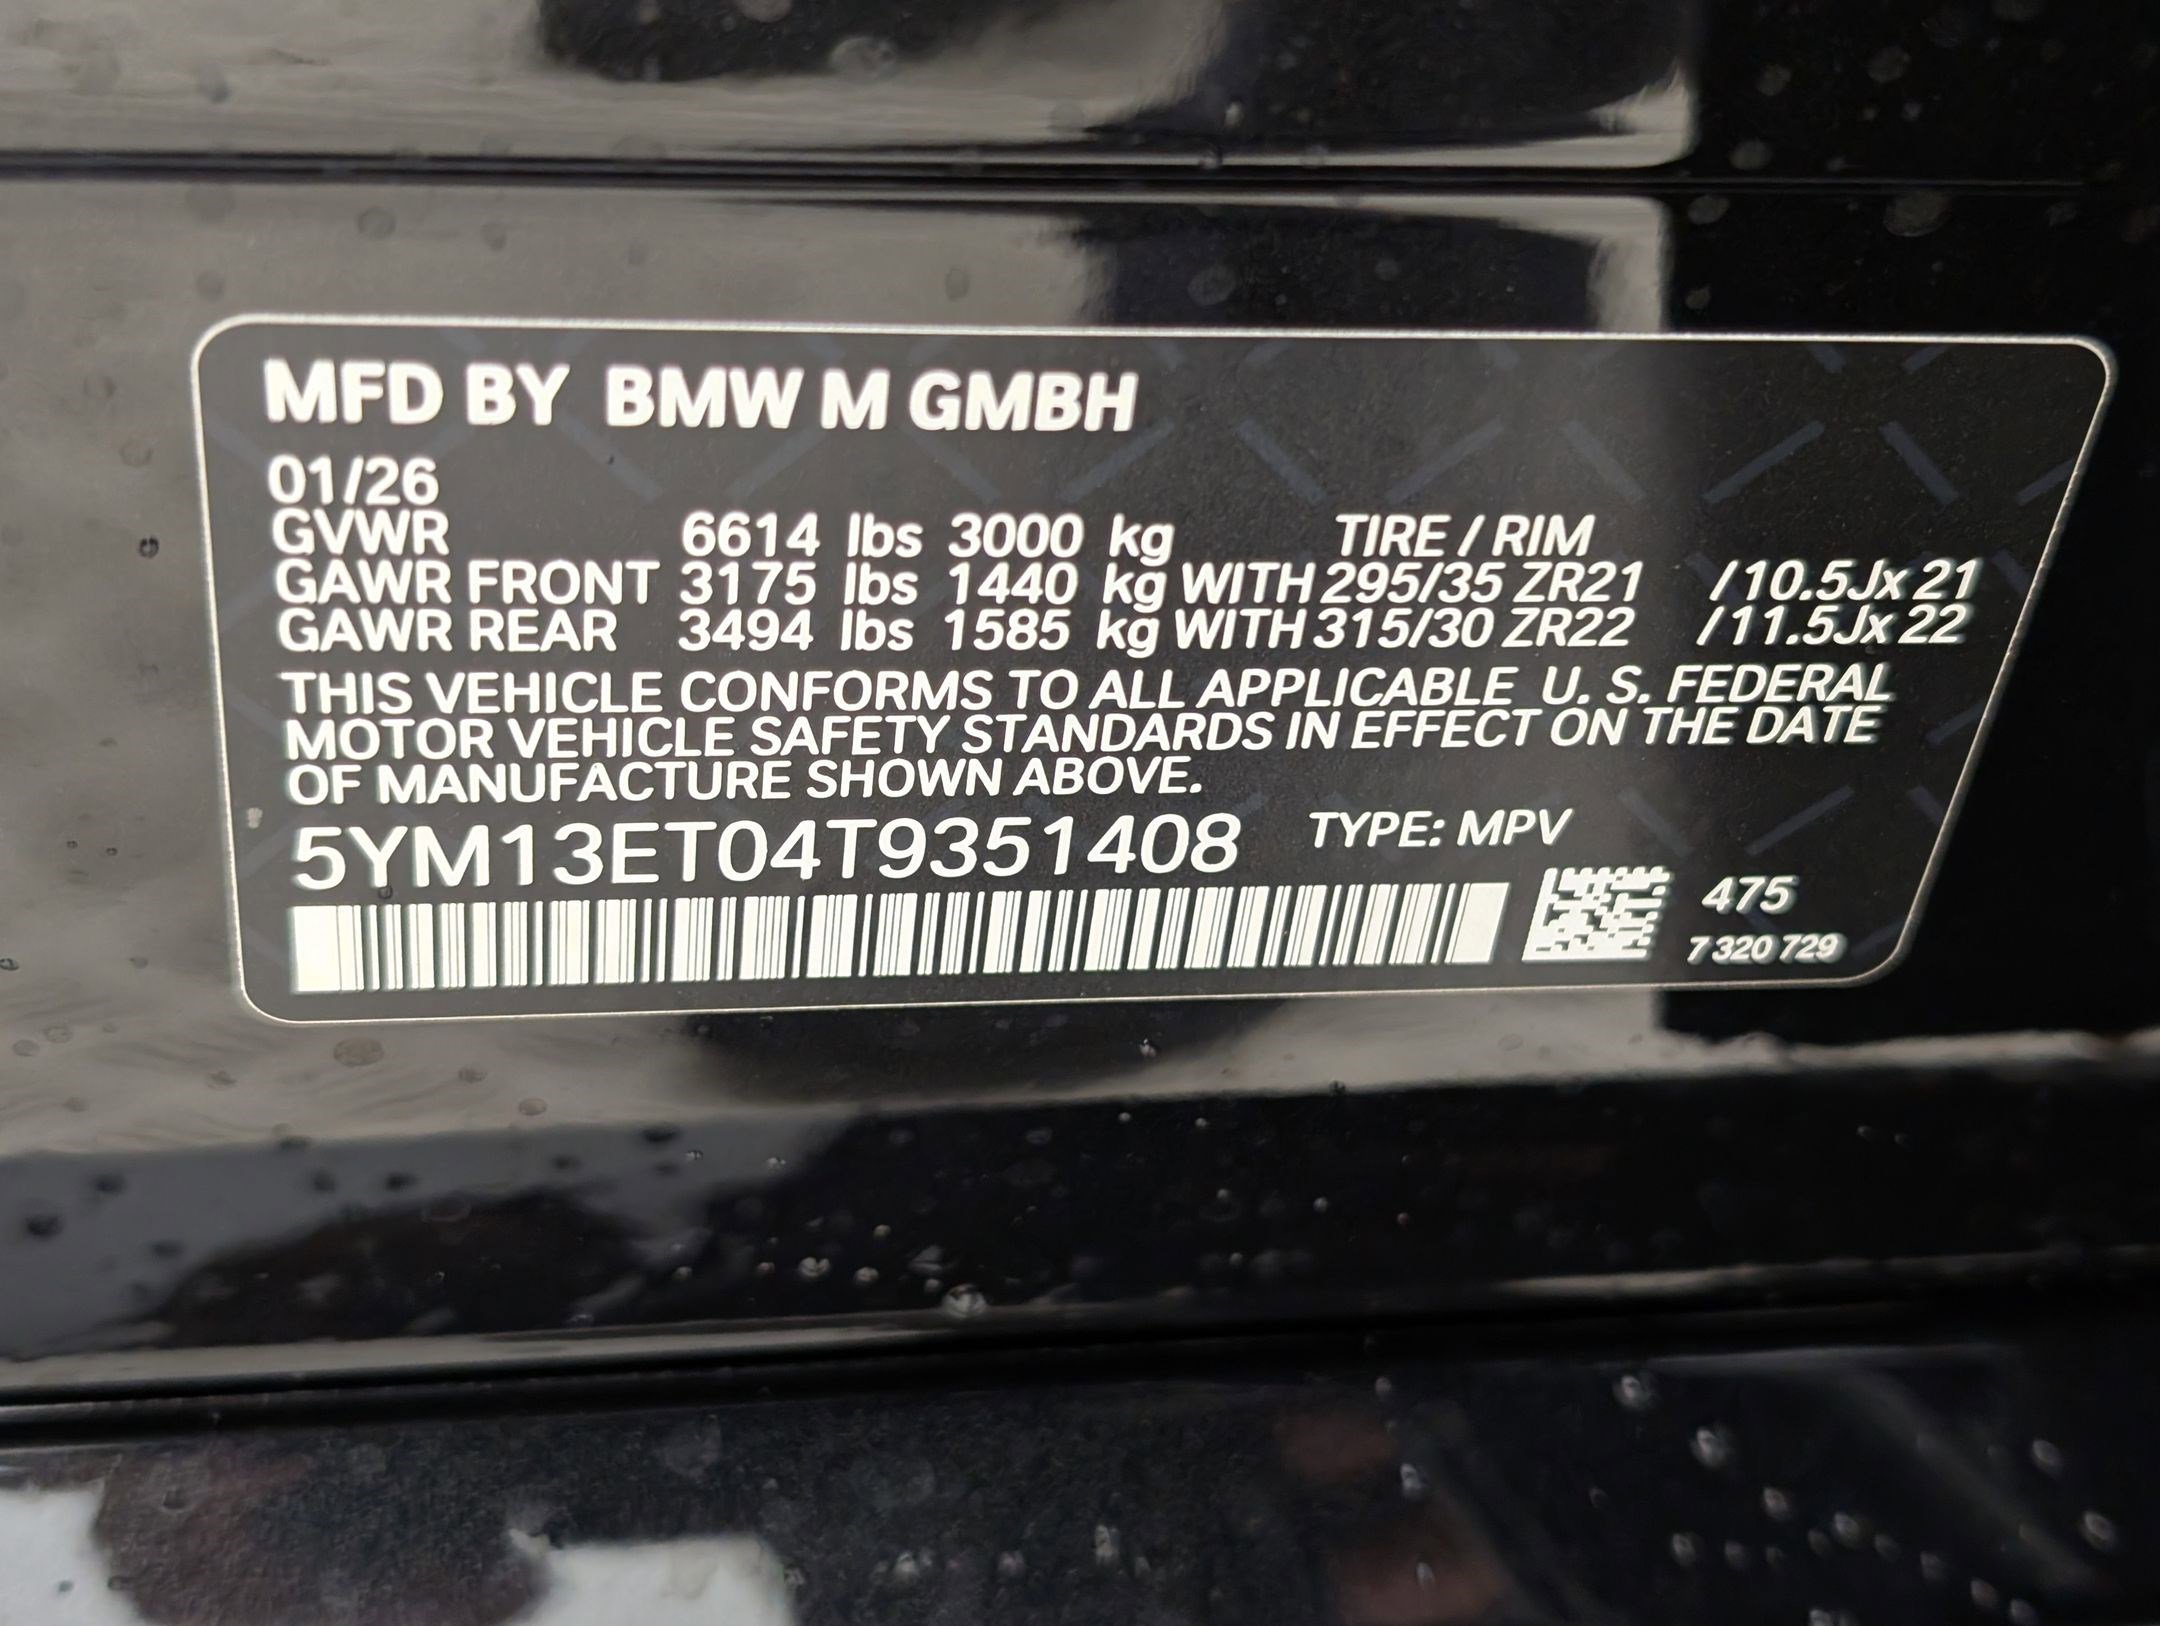 MFD BY BMW M GMBH
01/26
GVWR 6614 lbs 3000 kg TIRE / RIM
GAWR FRONT 3175 lbs 1440 kg WITH 295/35 ZR21 / 10.5Jx 21
GAWR REAR 3494 lbs 1585 kg WITH 315/30 ZR22 / 11.5Jx 22
THIS VEHICLE CONFORMS TO ALL APPLICABLE U. S. FEDERAL
MOTOR VEHICLE SAFETY STANDARDS IN EFFECT ON THE DATE
OF MANUFACTURE SHOWN ABOVE.
5YM13ET04T9351408 TYPE: MPV
475
7 320 729